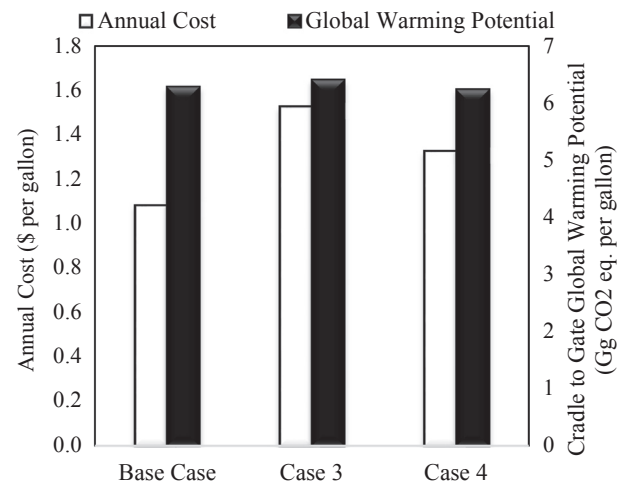 Annual Cost
Global Warming Potential
1.8
1.6
1.4
1.2
1.0
0.8
0.6
0.4
0.2
0.0
Annual Cost ($ per gallon)
7
6
5
4
3
2
1
0
Cradle to Gate Global Warming Potential
(Gg CO2 eq. per gallon)
Base Case
Case 3
Case 4